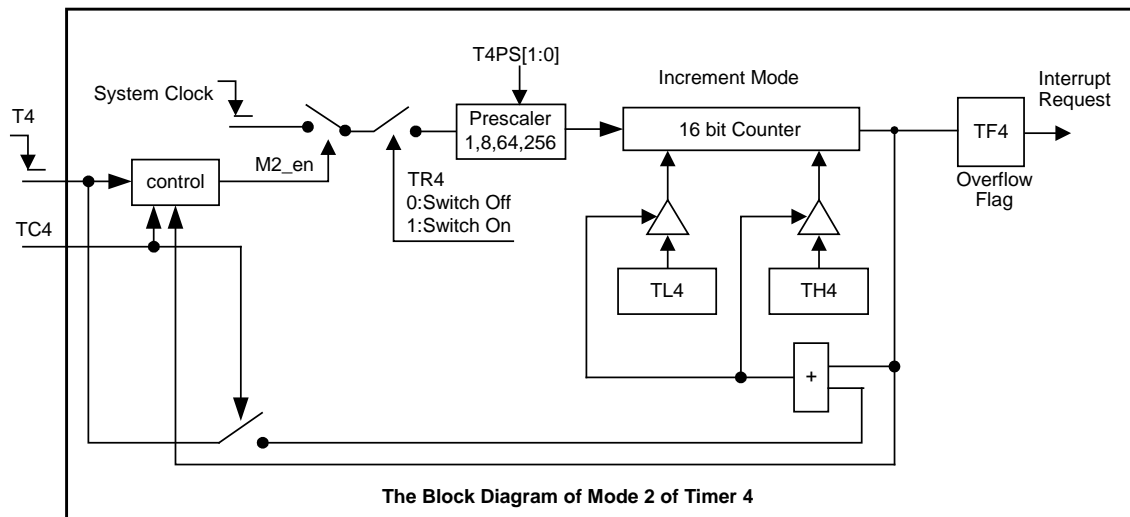 T4PS[1:0]
Increment Mode
Interrupt
Request
System Clock
T4
Prescaler
1,8,64,256
16 bit Counter
TF4
Overflow
Flag
control
M2_en
TR4
0:Switch Off
1:Switch On
TC4
TL4
TH4
+
The Block Diagram of Mode 2 of Timer 4